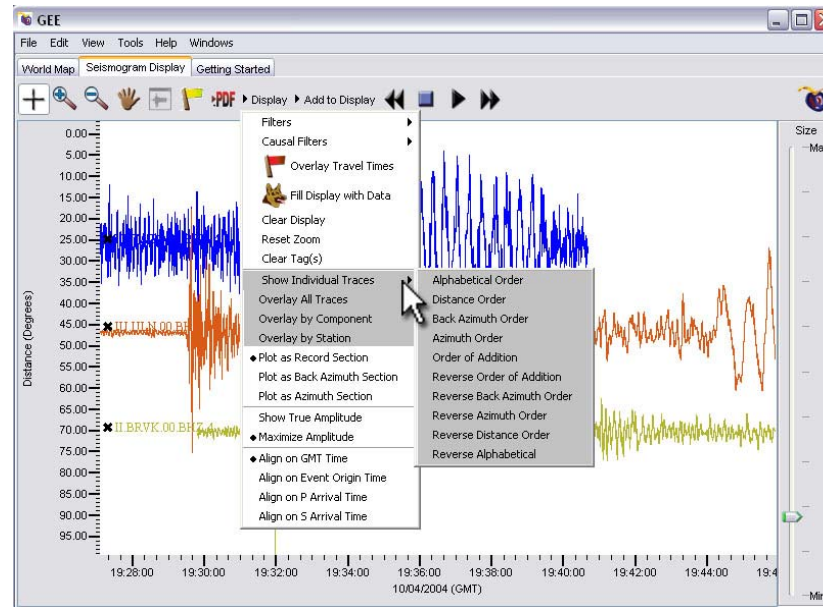 GEE
File Edit View Tools Help Windows
World Map Seismogram Display Getting Started
PDF Display Add to Display
Filters
Causal Filters
Overlay Travel Times
Fill Display with Data
Clear Display
Reset Zoom
Clear Tag(s)
Show Individual Traces
Overlay All Traces
Overlay by Component
Overlay by Station
Plot as Record Section
Plot as Back Azimuth Section
Plot as Azimuth Section
Show True Amplitude
Maximize Amplitude
Align on GMT Time
Align on Event Origin Time
Align on P Arrival Time
Align on S Arrival Time
Alphabetical Order
Distance Order
Back Azimuth Order
Azimuth Order
Order of Addition
Reverse Order of Addition
Reverse Back Azimuth Order
Reverse Azimuth Order
Reverse Distance Order
Reverse Alphabetical
Size
Ma
Min
Distance (Degrees)
0.00
5.00
10.00
15.00
20.00
25.00
30.00
35.00
40.00
45.00
50.00
55.00
60.00
65.00
70.00
75.00
80.00
85.00
90.00
95.00
II.BRVK.00.BHZ
19:28:00 19:30:00 19:32:00 19:34:00 19:36:00 19:38:00 19:40:00 19:42:00 19:44:00 19:4
10/04/2004 (GMT)